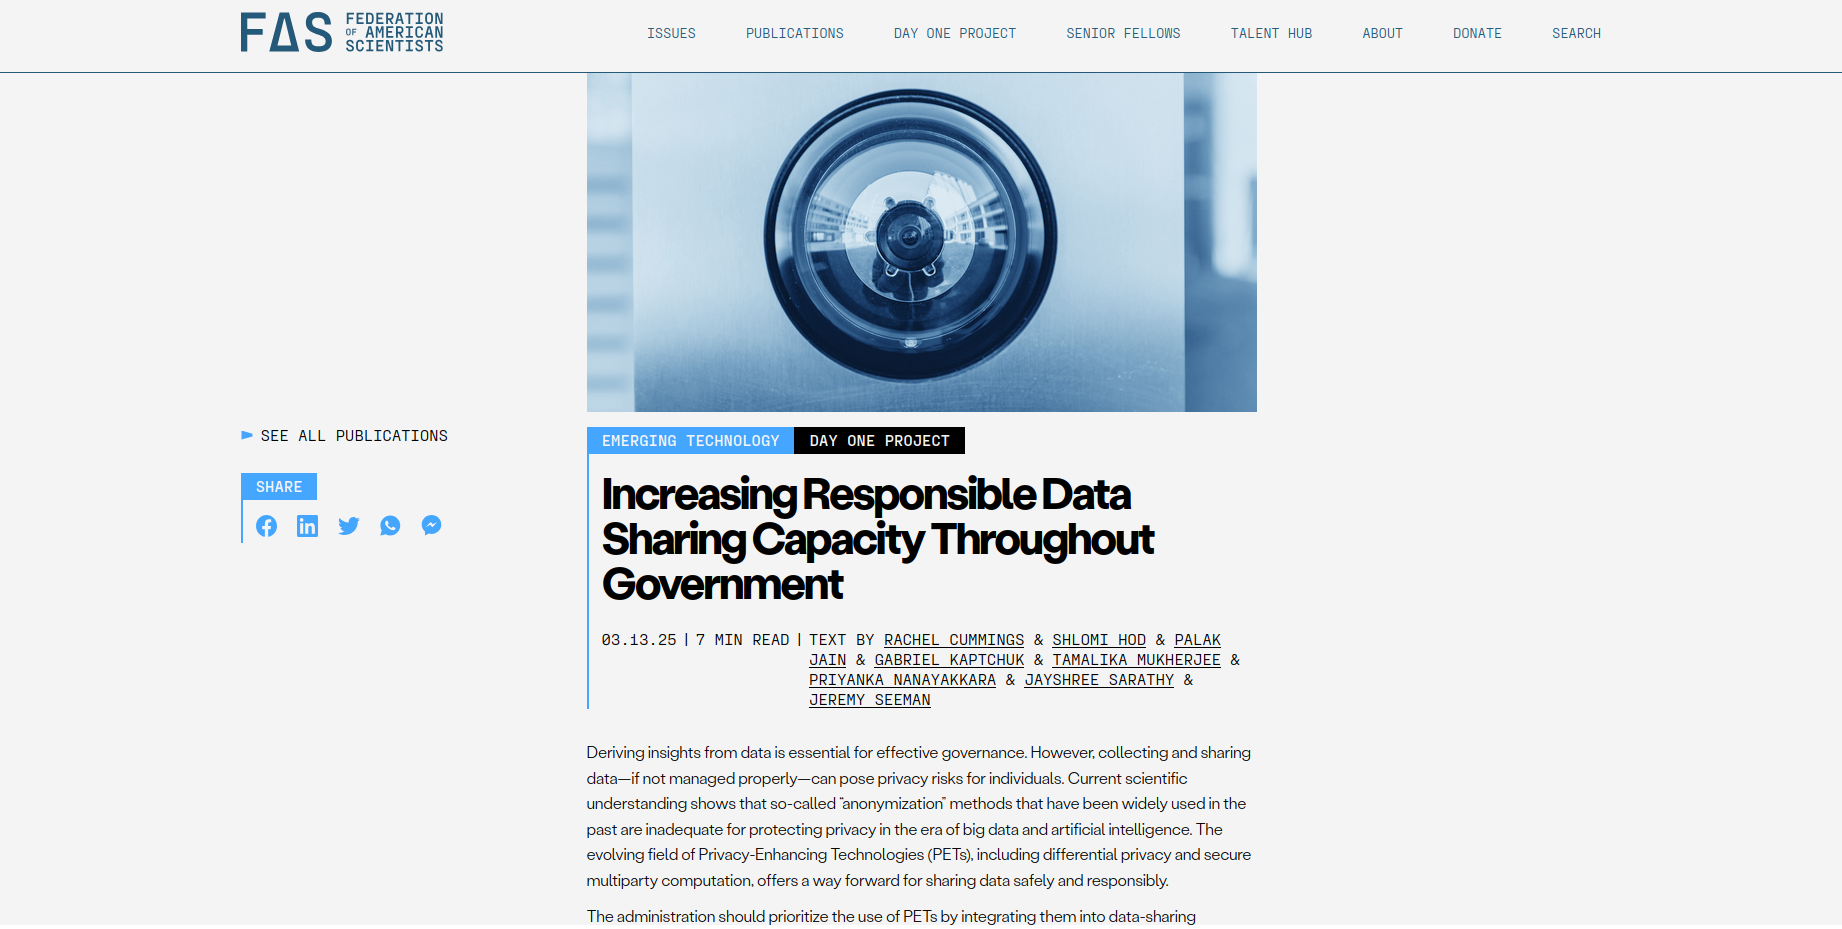 FAS FEDERATION
OF AMERICAN
SCIENTISTS
ISSUES PUBLICATIONS DAY ONE PROJECT SENIOR FELLOWS TALENT HUB ABOUT DONATE SEARCH
SEE ALL PUBLICATIONS
SHARE
EMERGING TECHNOLOGY DAY ONE PROJECT
Increasing Responsible Data
Sharing Capacity Throughout
Government
03.13.25 | 7 MIN READ | TEXT BY RACHEL CUMMINGS & SHLOMI HOD & PALAK
JAIN & GABRIEL KAPTCHUK & TAMALIKA MUKHERJEE &
PRIYANKA NANAYAKKARA & JAYSHREE SARATHY &
JEREMY SEEMAN
Deriving insights from data is essential for effective governance. However, collecting and sharing
data—if not managed properly—can pose privacy risks for individuals. Current scientific
understanding shows that so-called “anonymization” methods that have been widely used in the
past are inadequate for protecting privacy in the era of big data and artificial intelligence. The
evolving field of Privacy-Enhancing Technologies (PETs), including differential privacy and secure
multiparty computation, offers a way forward for sharing data safely and responsibly.
The administration should prioritize the use of PETs by integrating them into data-sharing